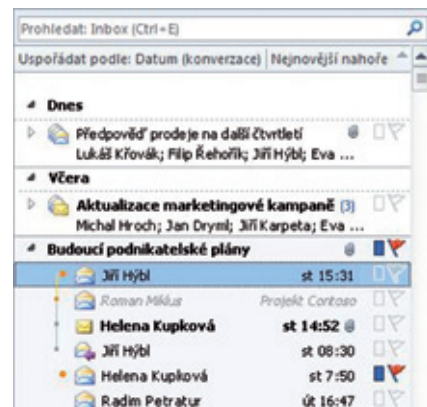 Prohledat: Inbox (Ctrl+E)
Uspořádat podle: Datum (konverzace) Nejnovější nahoře
Dnes
Předpověď prodeje na další čtvrtletí
Lukáš Křovák; Filip Řehořík; Jiří Hýbl; Eva ...
Včera
Aktualizace marketingové kampaně (3)
Michal Hroch; Jan Dryml; Jiří Karpeta; Eva ...
Budoucí podnikatelské plány
Jiří Hýbl st 15:31
Roman Miklus Projekt Contoso
Helena Kupková st 14:52
Jiří Hýbl st 08:30
Helena Kupková st 7:50
Radim Petratur út 16:47